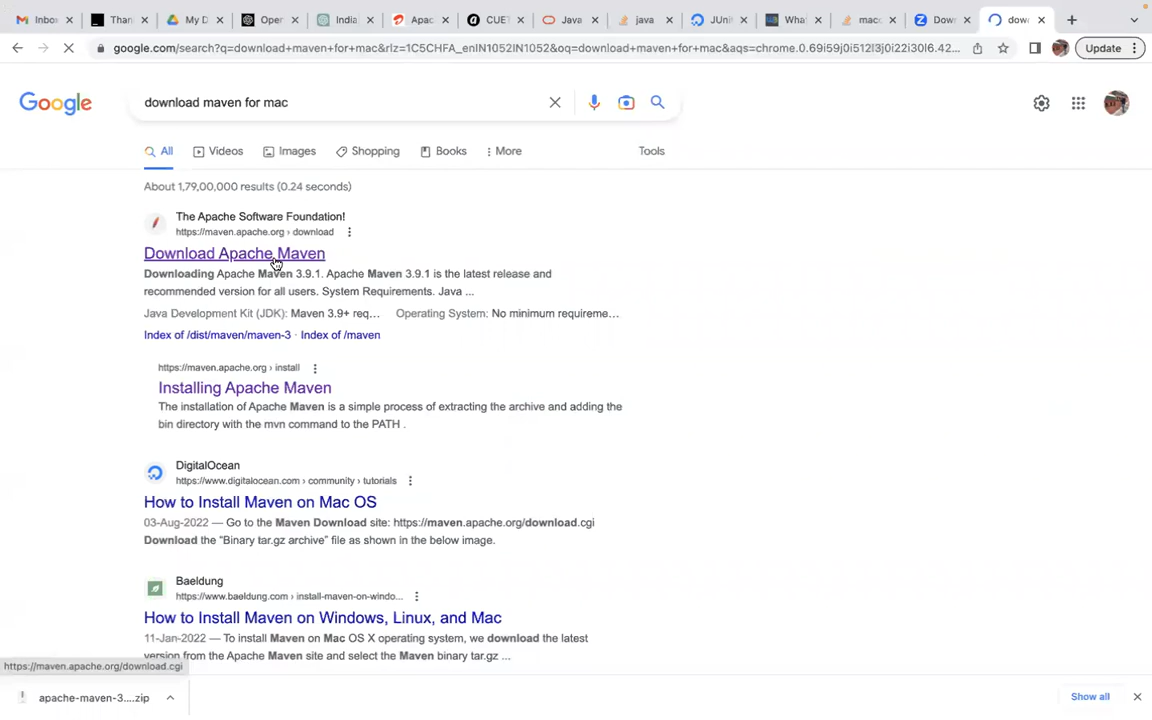 Inbox
Than
My D
Open
India
Apac
CUET
Java
java
JUni
What
macc
Down
dow
google.com/search?q=download+maven+for+mac&rlz=1C5CHFA_enIN1052IN1052&oq=download+maven+for+mac&aqs=chrome.0.69i59j0i512l3j0i22i30l6.42...
Update
Google
download maven for mac
All
Videos
Images
Shopping
Books
More
Tools
About 1,79,00,000 results (0.24 seconds)
The Apache Software Foundation!
https://maven.apache.org › download
Download Apache Maven
Downloading Apache Maven 3.9.1. Apache Maven 3.9.1 is the latest release and
recommended version for all users. System Requirements. Java ...
Java Development Kit (JDK): Maven 3.9+ req... Operating System: No minimum requireme...
Index of /dist/maven/maven-3 · Index of /maven
https://maven.apache.org › install
Installing Apache Maven
The installation of Apache Maven is a simple process of extracting the archive and adding the
bin directory with the mvn command to the PATH .
DigitalOcean
https://www.digitalocean.com › community › tutorials
How to Install Maven on Mac OS
03-Aug-2022 — Go to the Maven Download site: https://maven.apache.org/download.cgi
Download the “Binary tar.gz archive” file as shown in the below image.
Baeldung
https://www.baeldung.com › install-maven-on-windo...
How to Install Maven on Windows, Linux, and Mac
11-Jan-2022 — To install Maven on Mac OS X operating system, we download the latest
version from the Apache Maven site and select the Maven binary tar.gz ...
https://maven.apache.org/download.cgi
apache-maven-3....zip
Show all